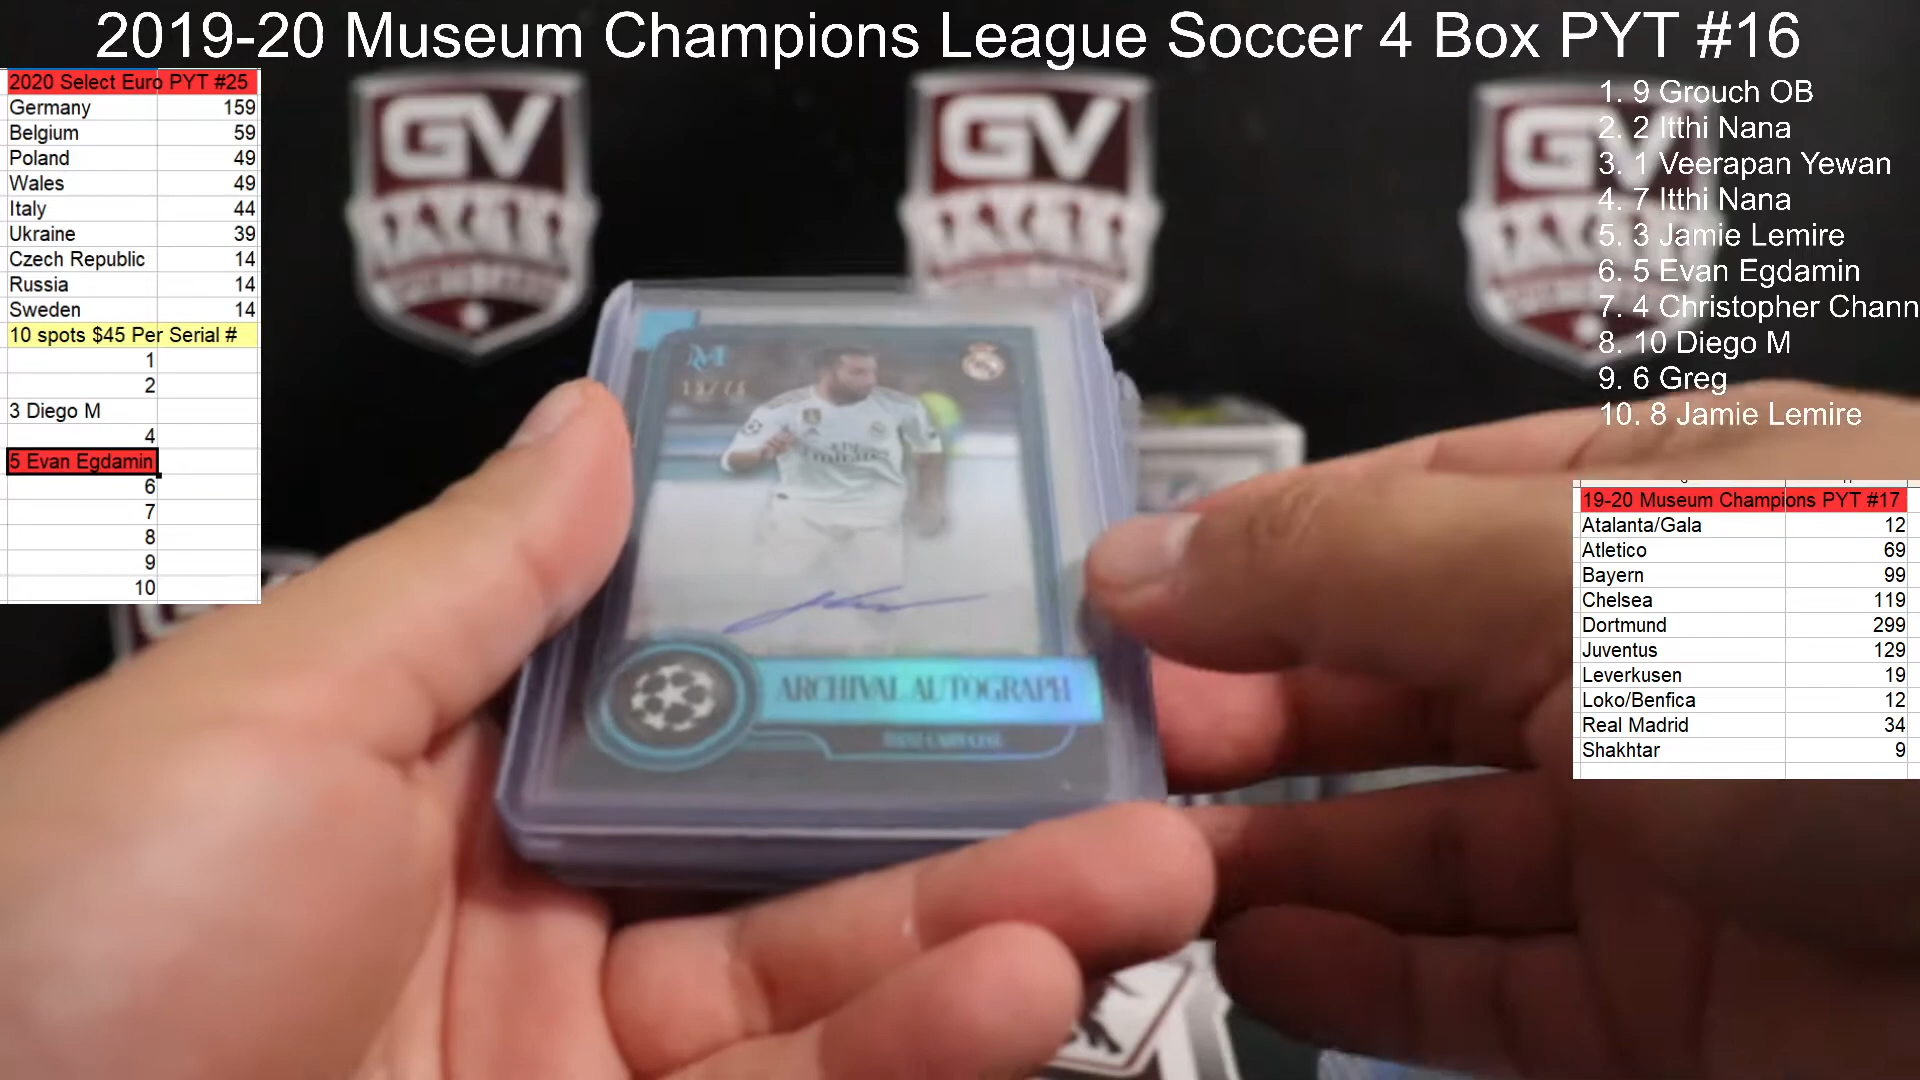 2019-20 Museum Champions League Soccer 4 Box PYT #16
2020 Select Euro PYT #25
Germany 159
Belgium 59
Poland 49
Wales 49
Italy 44
Ukraine 39
Czech Republic 14
Russia 14
Sweden 14
10 spots $45 Per Serial #
1
2
3 Diego M
4
5 Evan Egdamin
6
7
8
9
10
1. 9 Grouch OB
2. 2 Itthi Nana
3. 1 Veerapan Yewan
4. 7 Itthi Nana
5. 3 Jamie Lemire
6. 5 Evan Egdamin
7. 4 Christopher Chann
8. 10 Diego M
9. 6 Greg
10. 8 Jamie Lemire
GV
GV
G
M
Emirates
ARCHIVAL AUTOGRAPH
19-20 Museum Champions PYT #17
Atalanta/Gala 12
Atletico 69
Bayern 99
Chelsea 119
Dortmund 299
Juventus 129
Leverkusen 19
Loko/Benfica 12
Real Madrid 34
Shakhtar 9